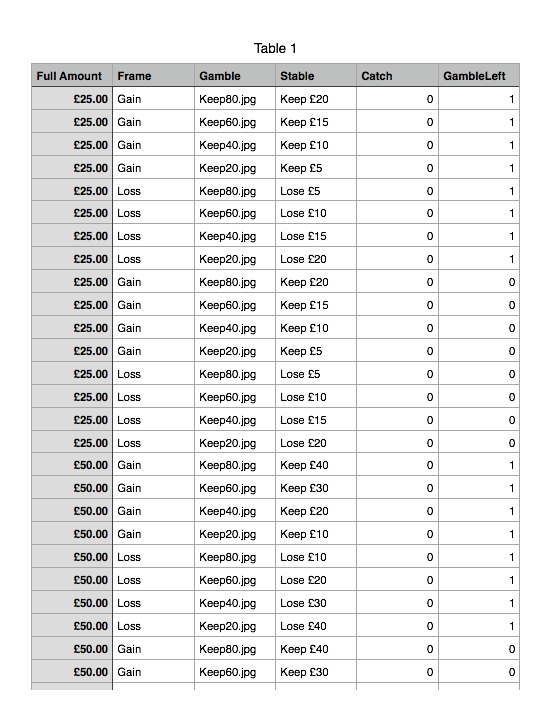 Table 1
Full Amount Frame Gamble Stable Catch GambleLeft
£25.00 Gain Keep80.jpg Keep £20 0 1
£25.00 Gain Keep60.jpg Keep £15 0 1
£25.00 Gain Keep40.jpg Keep £10 0 1
£25.00 Gain Keep20.jpg Keep £5 0 1
£25.00 Loss Keep80.jpg Lose £5 0 1
£25.00 Loss Keep60.jpg Lose £10 0 1
£25.00 Loss Keep40.jpg Lose £15 0 1
£25.00 Loss Keep20.jpg Lose £20 0 1
£25.00 Gain Keep80.jpg Keep £20 0 0
£25.00 Gain Keep60.jpg Keep £15 0 0
£25.00 Gain Keep40.jpg Keep £10 0 0
£25.00 Gain Keep20.jpg Keep £5 0 0
£25.00 Loss Keep80.jpg Lose £5 0 0
£25.00 Loss Keep60.jpg Lose £10 0 0
£25.00 Loss Keep40.jpg Lose £15 0 0
£25.00 Loss Keep20.jpg Lose £20 0 0
£50.00 Gain Keep80.jpg Keep £40 0 1
£50.00 Gain Keep60.jpg Keep £30 0 1
£50.00 Gain Keep40.jpg Keep £20 0 1
£50.00 Gain Keep20.jpg Keep £10 0 1
£50.00 Loss Keep80.jpg Lose £10 0 1
£50.00 Loss Keep60.jpg Lose £20 0 1
£50.00 Loss Keep40.jpg Lose £30 0 1
£50.00 Loss Keep20.jpg Lose £40 0 1
£50.00 Gain Keep80.jpg Keep £40 0 0
£50.00 Gain Keep60.jpg Keep £30 0 0